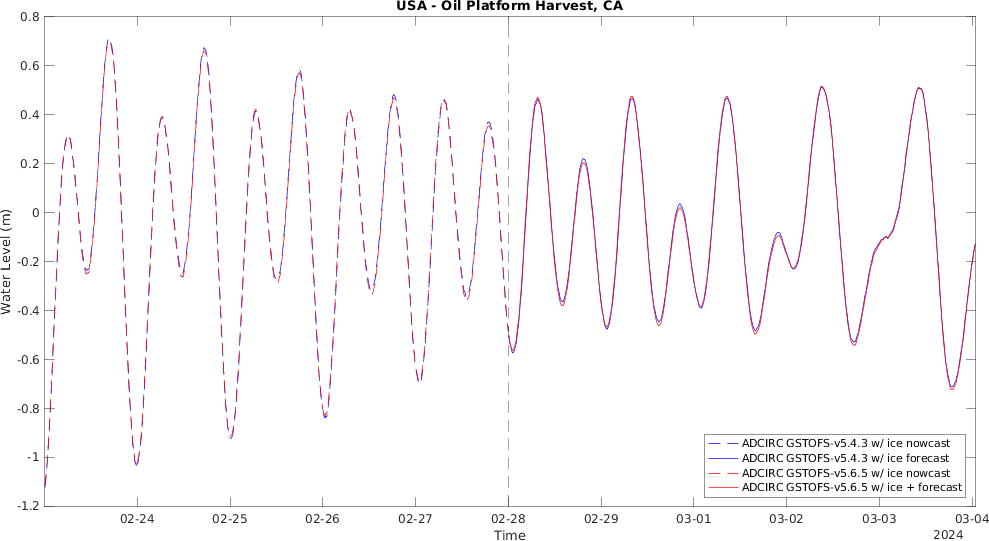 USA - Oil Platform Harvest, CA
0.8
0.6
0.4
0.2
0
-0.2
-0.4
-0.6
-0.8
-1
-1.2
Water Level (m)
ADCIRC GSTOFS-v5.4.3 w/ ice nowcast
ADCIRC GSTOFS-v5.4.3 w/ ice forecast
ADCIRC GSTOFS-v5.6.5 w/ ice nowcast
ADCIRC GSTOFS-v5.6.5 w/ ice + forecast
02-24 02-25 02-26 02-27 02-28 02-29 03-01 03-02 03-03 03-04
Time
2024